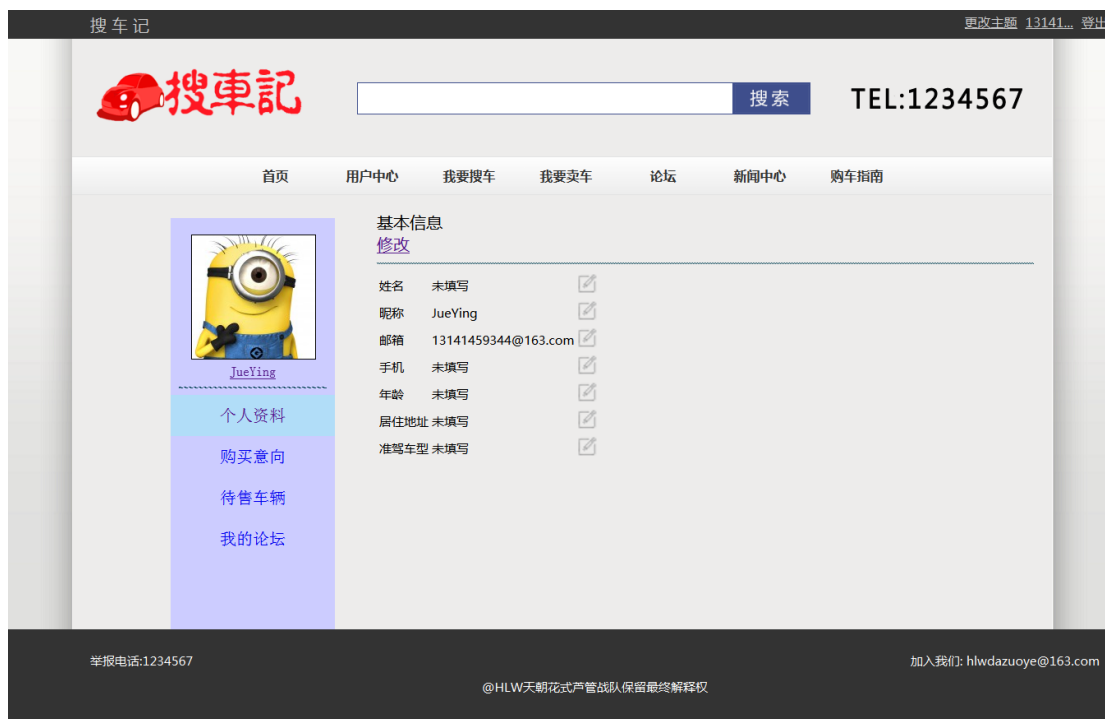 搜车记 更改主题 13141... 登出
搜車記 搜索 TEL:1234567
首页 用户中心 我要搜车 我要卖车 论坛 新闻中心 购车指南
基本信息
修改
姓名 未填写
昵称 JueYing
邮箱 13141459344@163.com
手机 未填写
年龄 未填写
居住地址 未填写
准驾车型 未填写
JueYing
个人资料
购买意向
待售车辆
我的论坛
举报电话:1234567 加入我们: hlwdazuoye@163.com
@HLW天朝花式芦管战队保留最终解释权